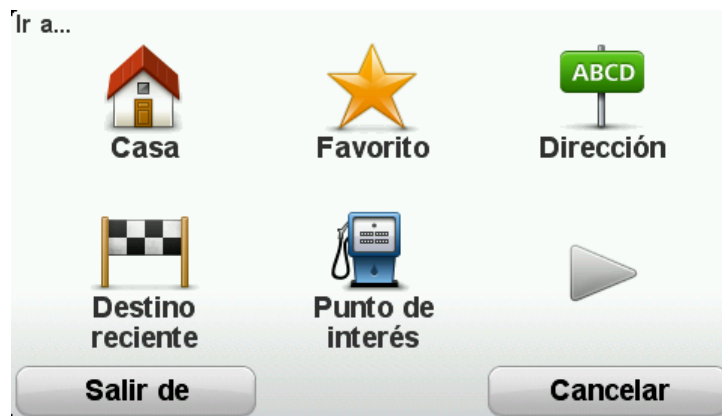 Ir a...
Casa
Favorito
ABCD
Dirección
Destino
reciente
Punto de
interés
Salir de
Cancelar